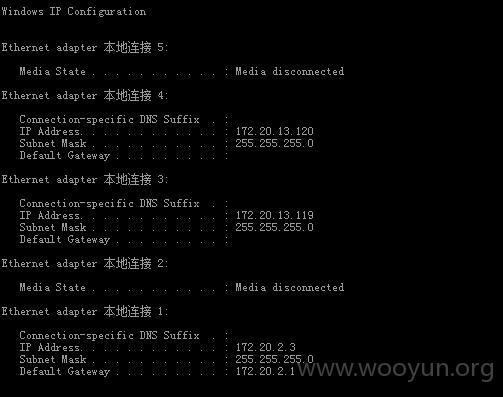 Windows IP Configuration
Ethernet adapter 本地连接 5:
Media State . . . . . . . . . . . : Media disconnected
Ethernet adapter 本地连接 4:
Connection-specific DNS Suffix  . :
IP Address. . . . . . . . . . . . : 172.20.13.120
Subnet Mask . . . . . . . . . . . : 255.255.255.0
Default Gateway . . . . . . . . . :
Ethernet adapter 本地连接 3:
Connection-specific DNS Suffix  . :
IP Address. . . . . . . . . . . . : 172.20.13.119
Subnet Mask . . . . . . . . . . . : 255.255.255.0
Default Gateway . . . . . . . . . :
Ethernet adapter 本地连接 2:
Media State . . . . . . . . . . . : Media disconnected
Ethernet adapter 本地连接 1:
Connection-specific DNS Suffix  . :
IP Address. . . . . . . . . . . . : 172.20.2.3
Subnet Mask . . . . . . . . . . . : 255.255.255.0
Default Gateway . . . . . . . . . : 172.20.2.1
www.wooyun.org